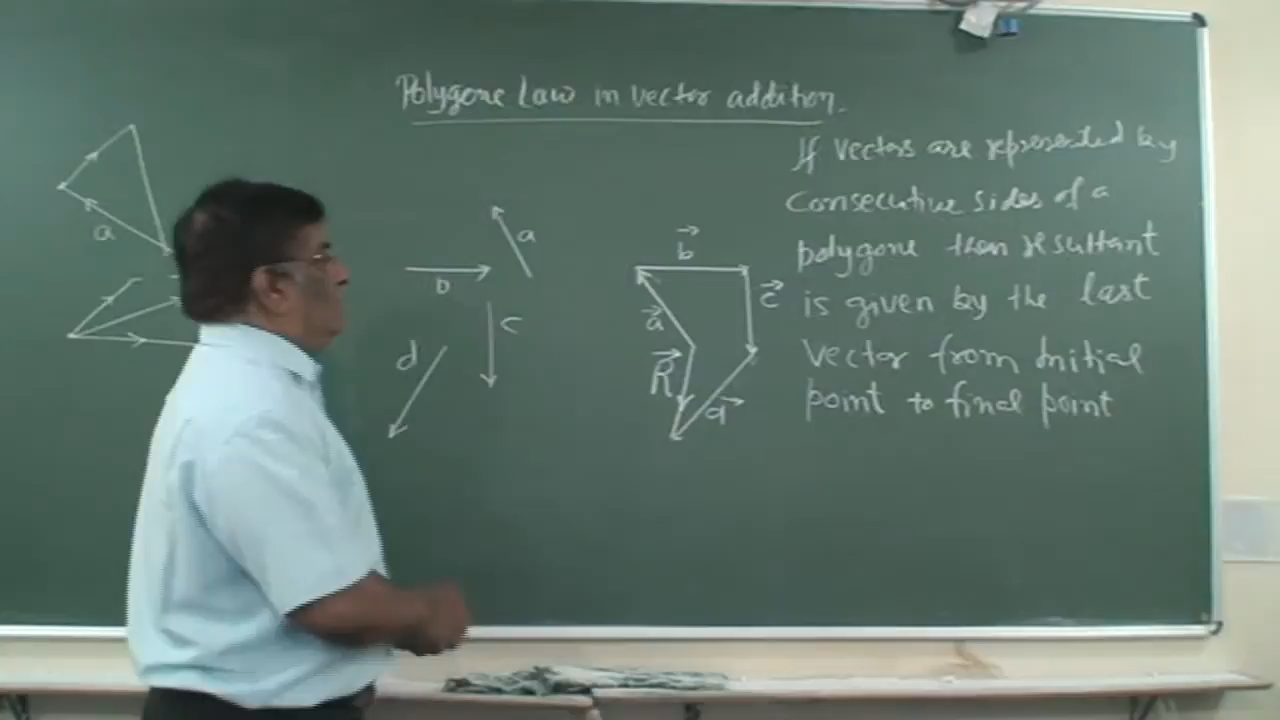 Polygone Law in vector addition.
If vectors are represented by
consecutive sides of a
polygone then resultant
is given by the last
vector from initial
point to final point
a
a
b
c
d
b
c
a
R
d